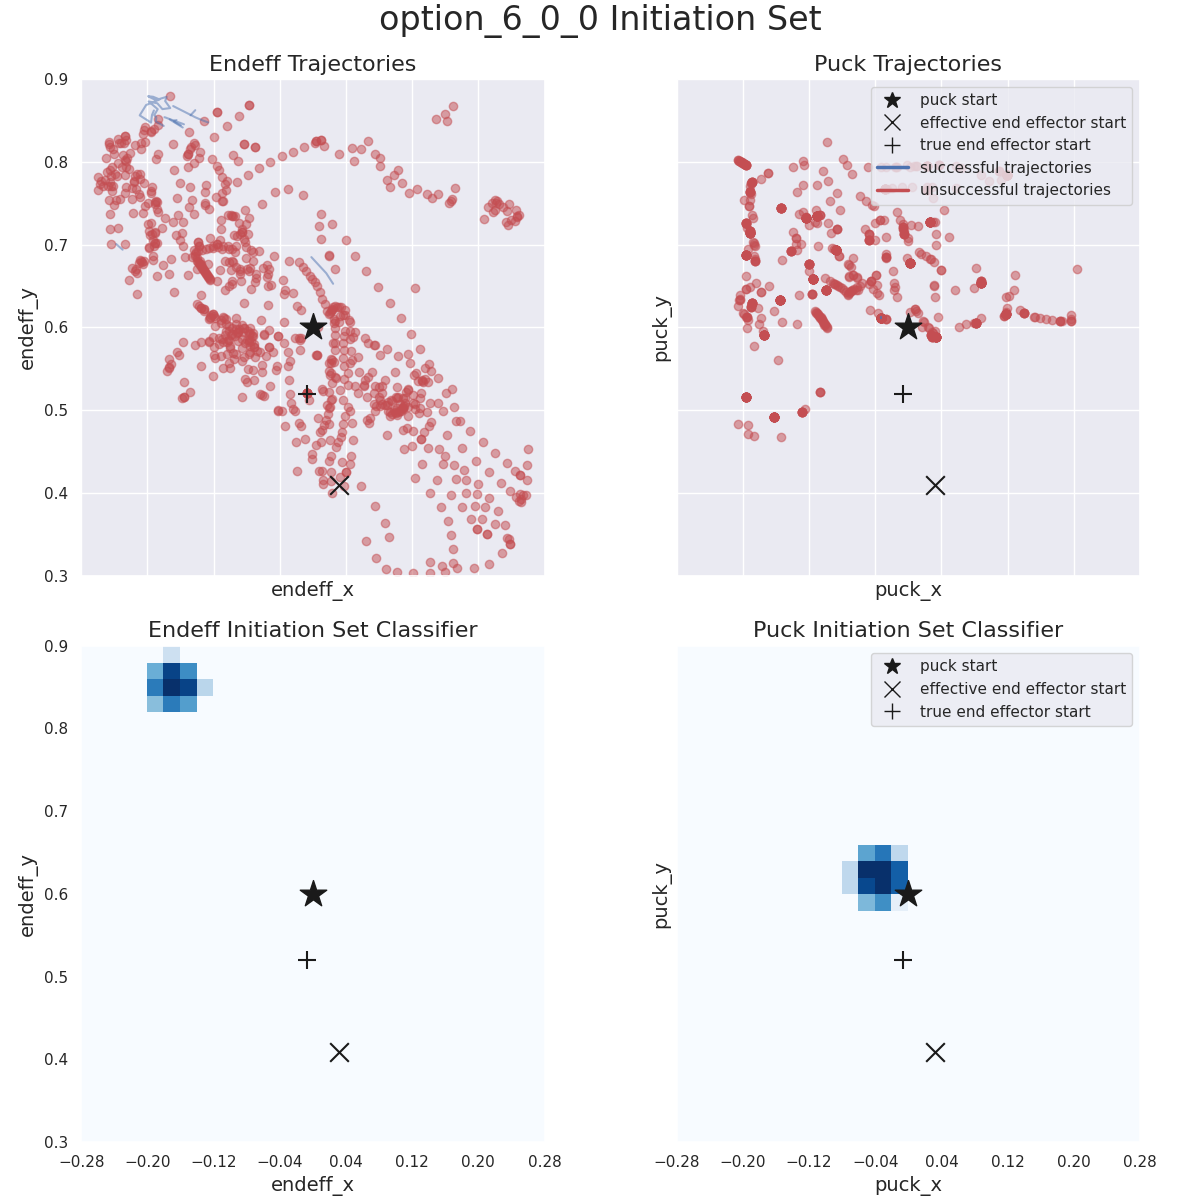 option_6_0_0 Initiation Set
Endeff Trajectories
Puck Trajectories
0.9
0.8
0.7
0.6
0.5
0.4
0.3
endeff_y
endeff_x
puck_y
puck_x
puck start
effective end effector start
true end effector start
successful trajectories
unsuccessful trajectories
Endeff Initiation Set Classifier
Puck Initiation Set Classifier
0.9
0.8
0.7
0.6
0.5
0.4
0.3
endeff_y
−0.28 −0.20 −0.12 −0.04 0.04 0.12 0.20 0.28
endeff_x
puck_y
puck start
effective end effector start
true end effector start
−0.28 −0.20 −0.12 −0.04 0.04 0.12 0.20 0.28
puck_x